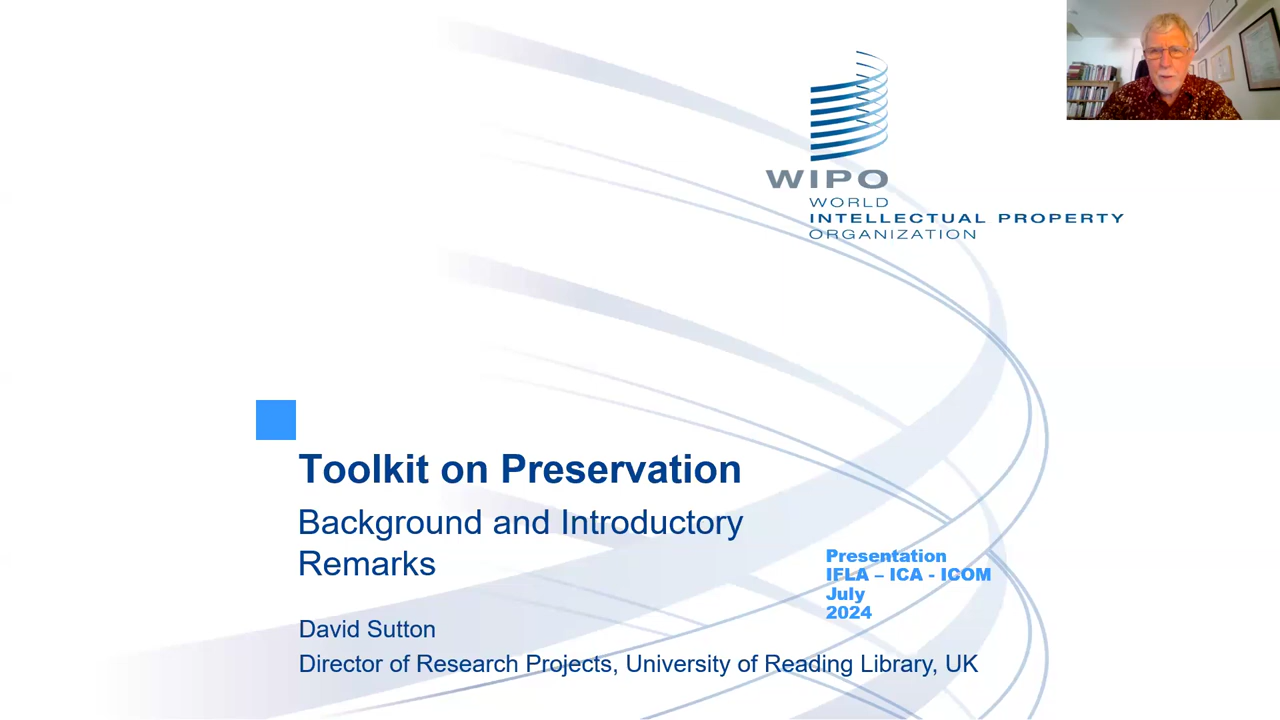 WIPO
WORLD
INTELLECTUAL PROPERTY
ORGANIZATION
Toolkit on Preservation
Background and Introductory
Remarks
Presentation
IFLA – ICA - ICOM
July
2024
David Sutton
Director of Research Projects, University of Reading Library, UK